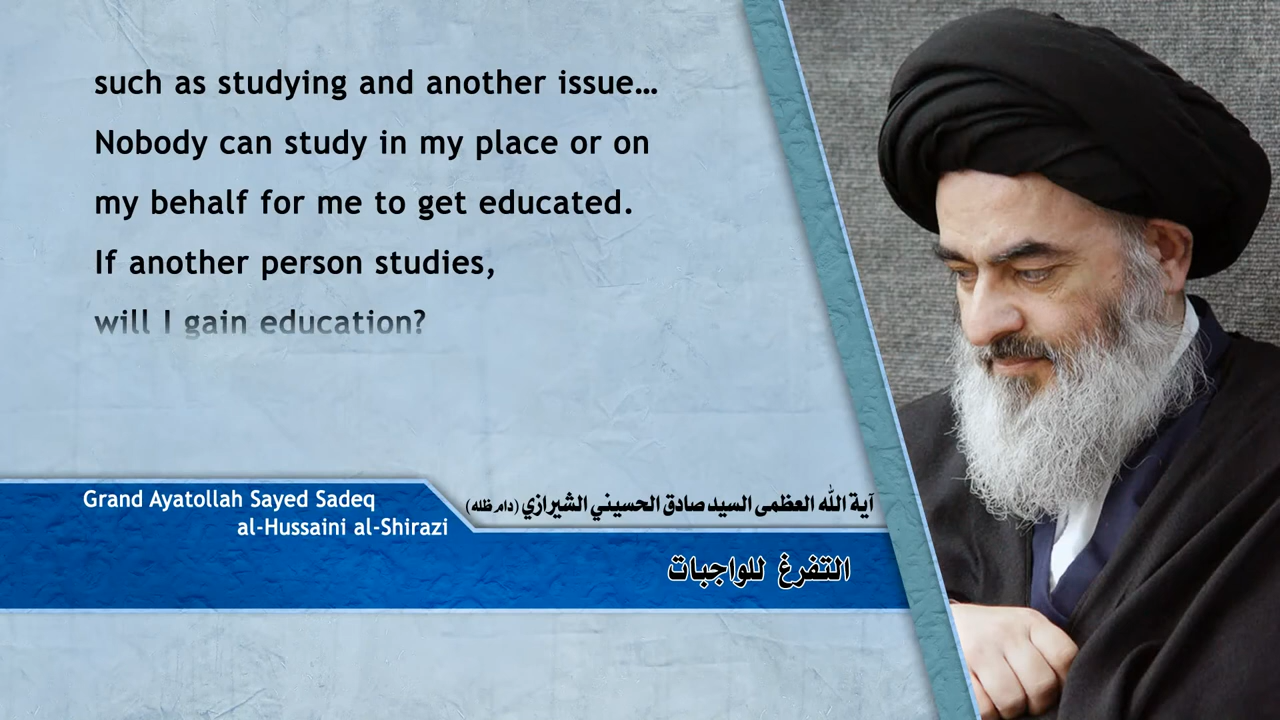 such as studying and another issue...
Nobody can study in my place or on
my behalf for me to get educated.
If another person studies,
will I gain education?
Grand Ayatollah Sayed Sadeq
al-Hussaini al-Shirazi
آية الله العظمى السيد صادق الحسيني الشيرازي (دام ظله)
التفرغ للواجبات